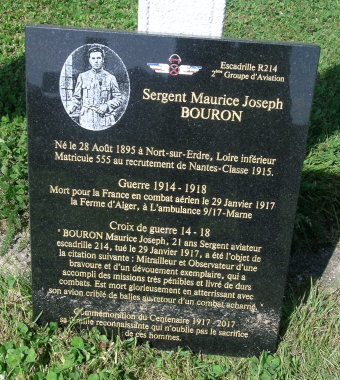 Escadrille R214
2ème Groupe d'Aviation
Sergent Maurice Joseph
BOURON
Né le 28 Août 1895 à Nort-sur-Erdre, Loire inférieur
Matricule 555 au recrutement de Nantes-Classe 1915.
Guerre 1914 - 1918
Mort pour la France en combat aérien le 29 Janvier 1917
la Ferme d'Alger, à L'ambulance 9/17-Marne
Croix de guerre 14 - 18
" BOURON Maurice Joseph, 21 ans Sergent aviateur
escadrille 214, tué le 29 Janvier 1917, a été l'objet de
la citation suivante : Mitrailleur et Observateur d'une
bravoure et d'un dévouement exemplaire, qui a
accompli des missions très pénibles et livré de durs
combats. Est mort glorieusement en atterrissant avec
son avion criblé de balles au retour d'un combat acharné."
Commémoration du Centenaire 1917 - 2017
sa famille reconnaissante qui n'oublie pas le sacrifice
de ces hommes.